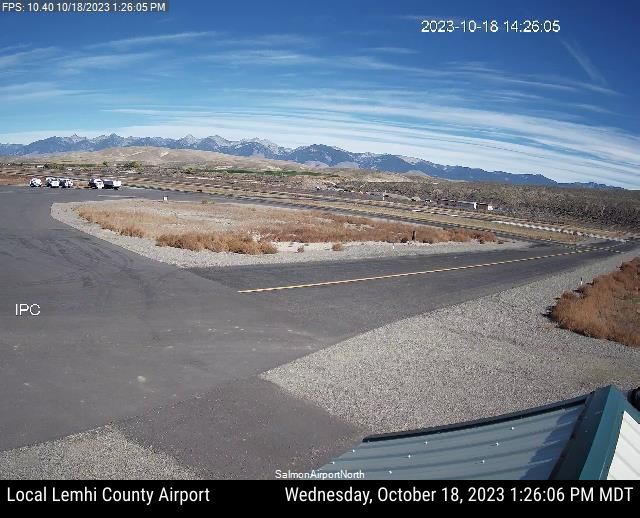 FPS: 10.40 10/18/2023 1:26:05 PM
2023-10-18 14:26:05
IPC
SalmonAirportNorth
Local Lemhi County Airport Wednesday, October 18, 2023 1:26:06 PM MDT